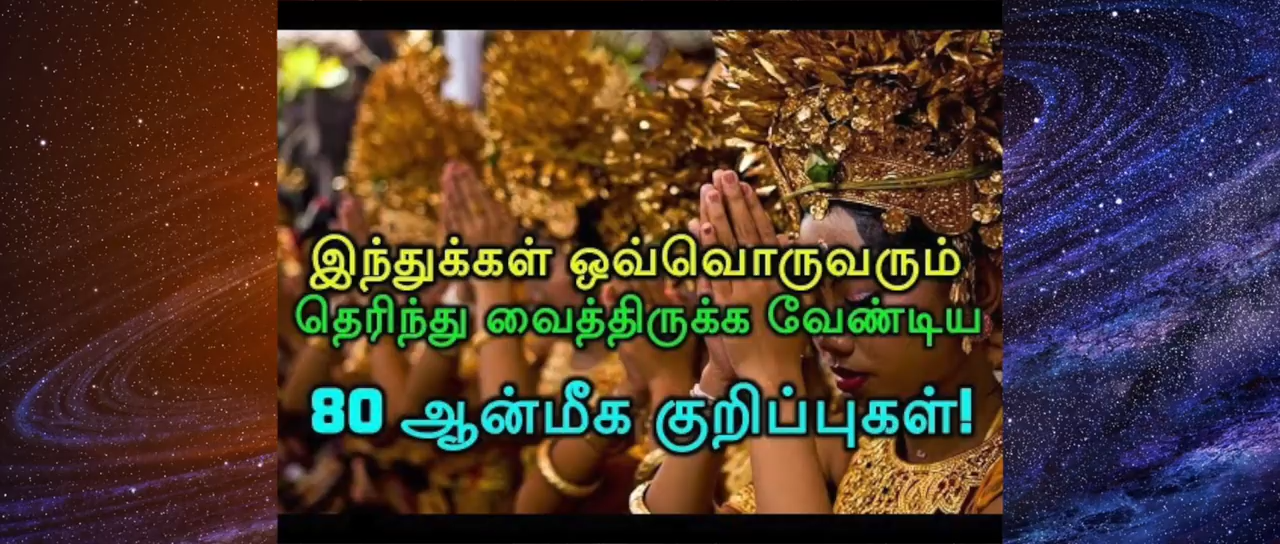 இந்துக்கள் ஒவ்வொருவரும்
தெரிந்து வைத்திருக்க வேண்டிய
80 ஆன்மீக குறிப்புகள்!